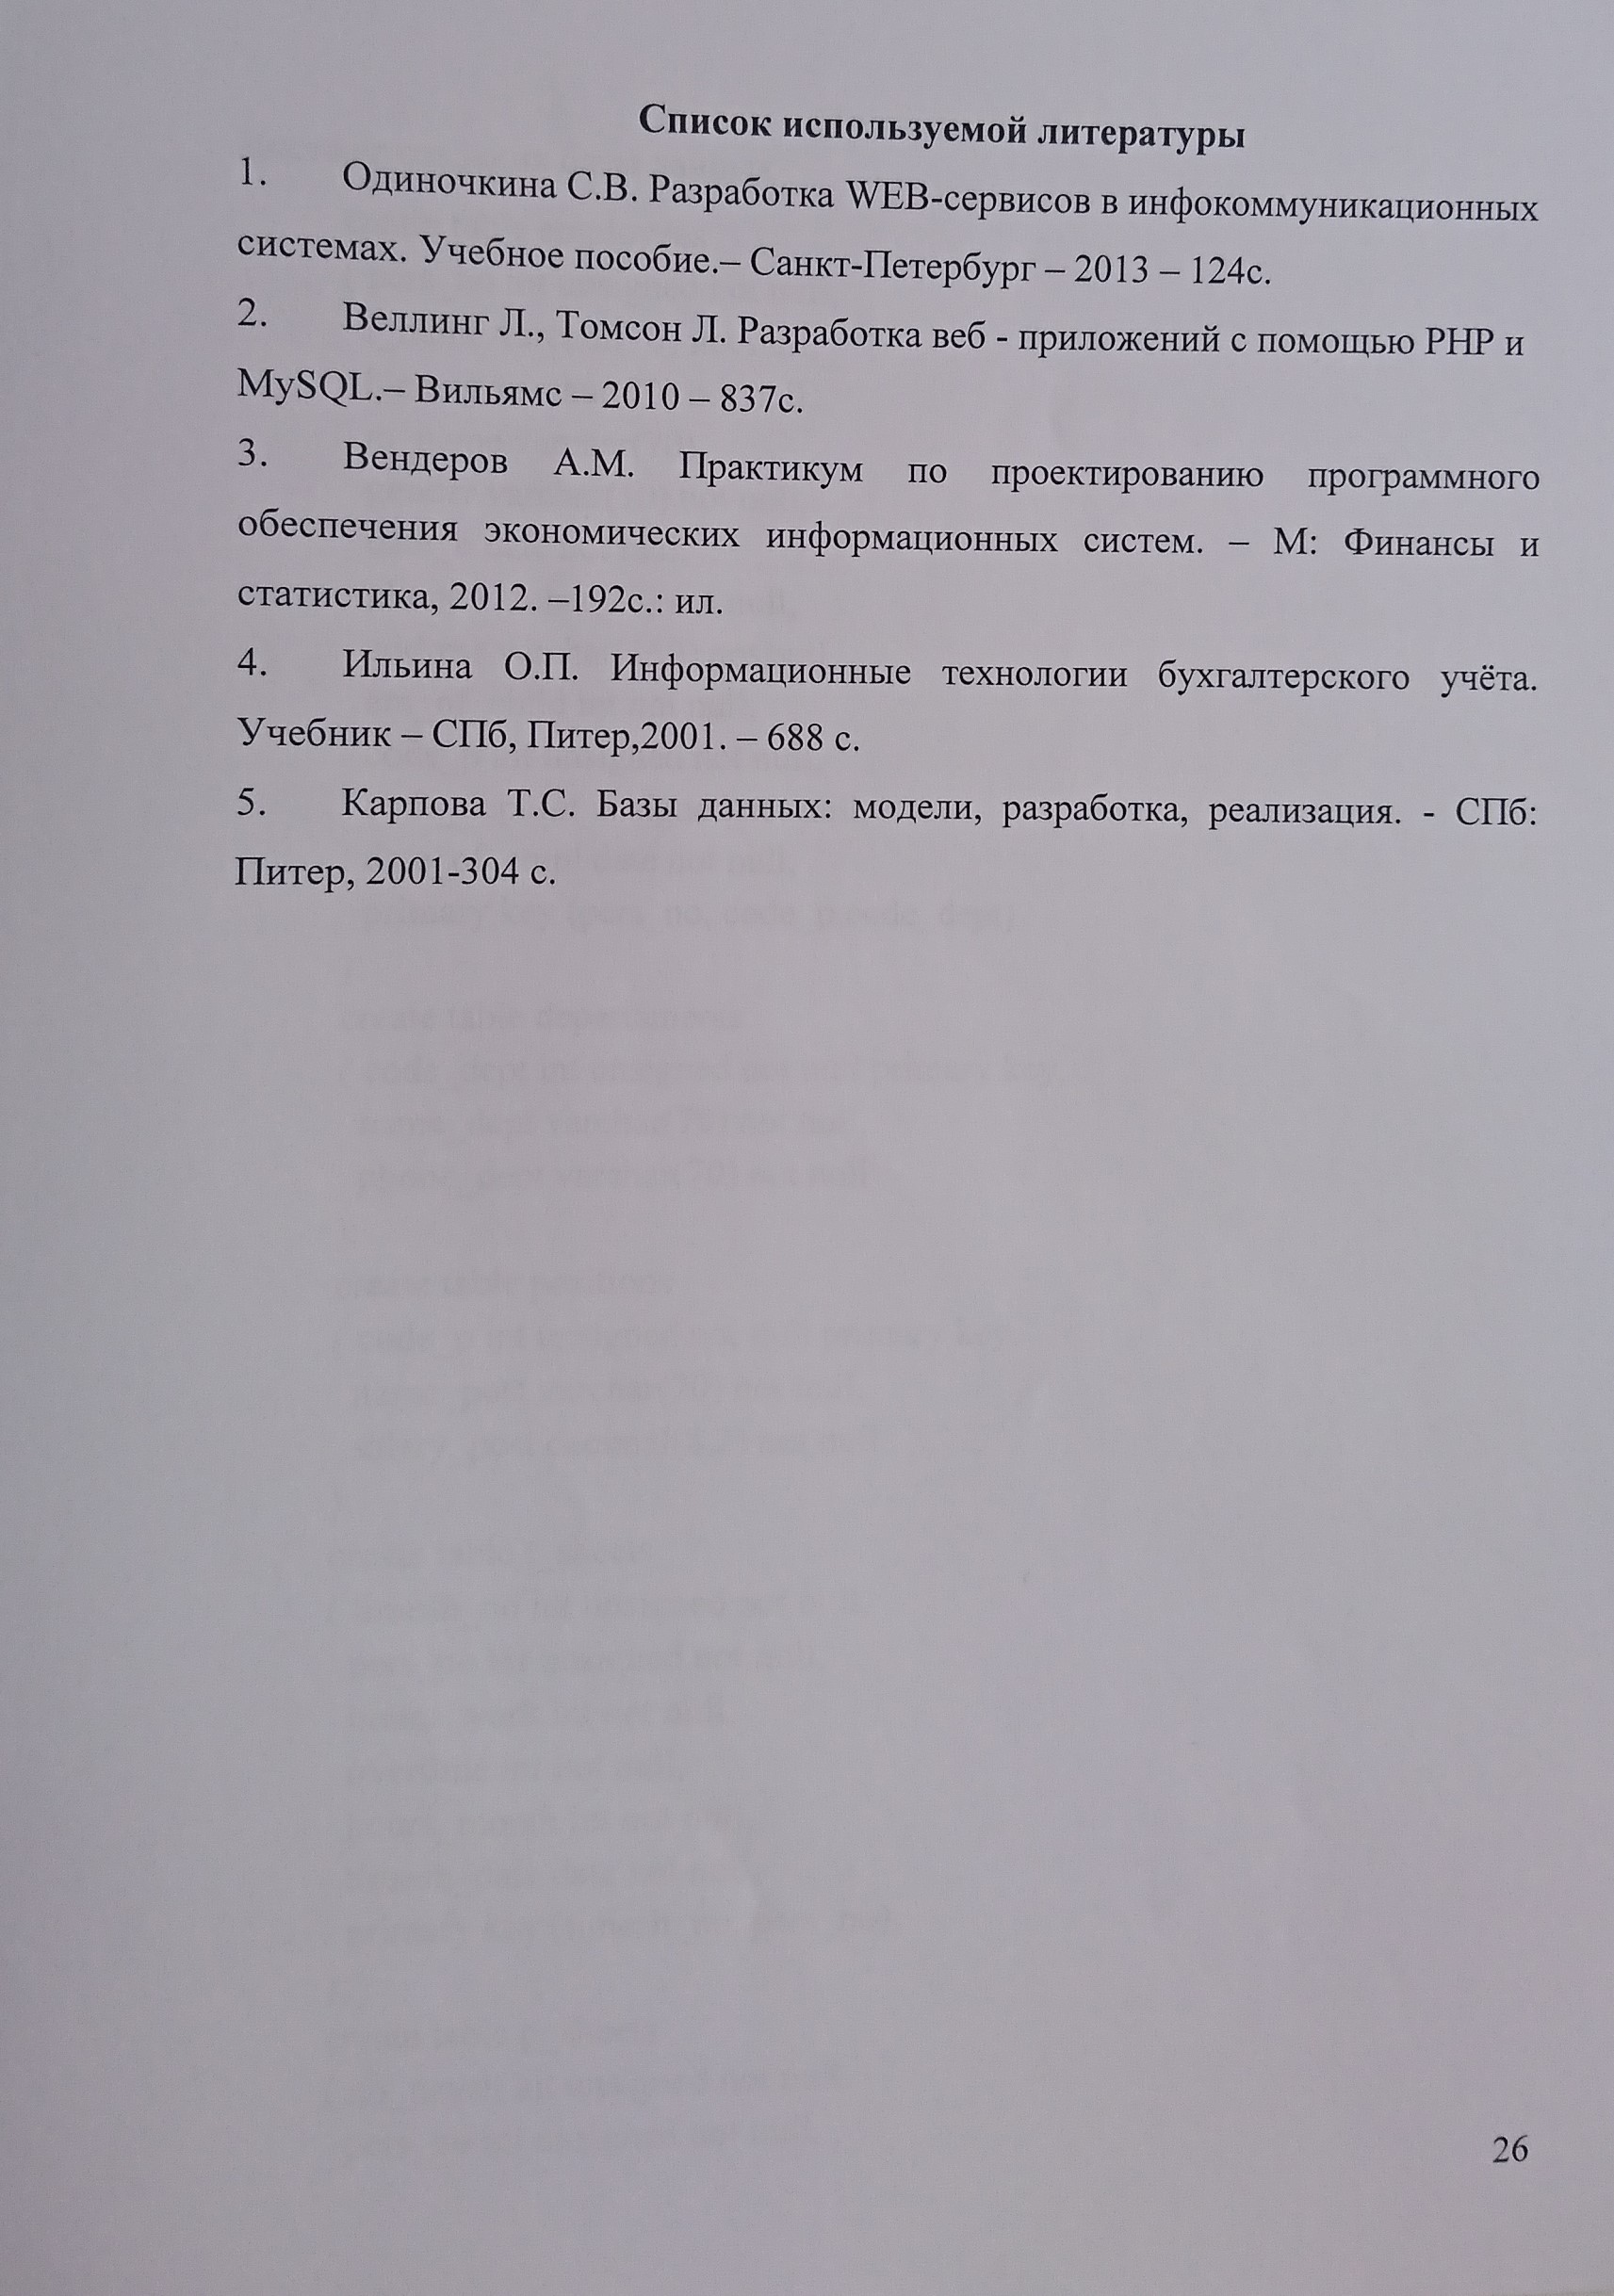 Список используемой литературы
1. Одиночкина С.В. Разработка WEB-сервисов в инфокоммуникационных
системах. Учебное пособие.– Санкт-Петербург – 2013 – 124с.
2. Веллинг Л., Томсон Л. Разработка веб - приложений с помощью PHP и
MySQL.– Вильямс – 2010 – 837с.
3. Вендеров А.М. Практикум по проектированию программного
обеспечения экономических информационных систем. – М: Финансы и
статистика, 2012. –192с.: ил.
4. Ильина О.П. Информационные технологии бухгалтерского учёта.
Учебник – СПб, Питер,2001. – 688 с.
5. Карпова Т.С. Базы данных: модели, разработка, реализация. - СПб:
Питер, 2001-304 с.
26